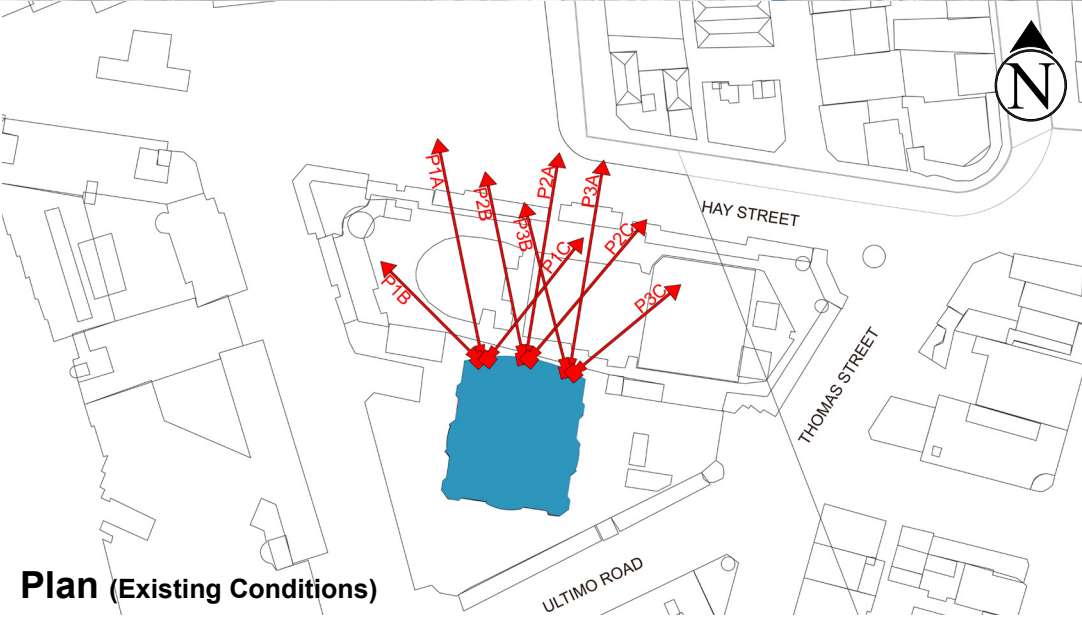 N
P1A
P2B
P2A
P3A
P3B
P1C
P2C
P1B
P3C
HAY STREET
THOMAS STREET
ULTIMO ROAD
Plan (Existing Conditions)